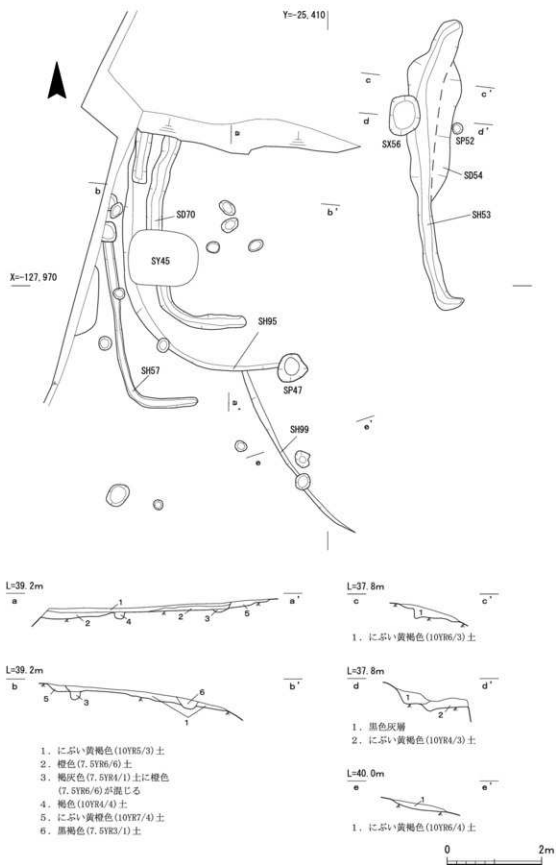 Y=-25,410
c
c'
a
d
d'
SX56
SP52
b
b'
SD54
SD70
SH53
SY45
X=-127,970
SH95
SH57
SP47
a'
e'
SH99
e
L=39.2m
a
a'
1
2
4
2
3
5
L=37.8m
c
c'
1
1. にぶい黄褐色(10YR6/3)土
L=39.2m
b
b'
5
3
6
1
L=37.8m
d
d'
1
2
1. 黒色灰層
2. にぶい黄褐色(10YR4/3)土
1. にぶい黄褐色(10YR5/3)土
2. 橙色(7.5YR6/6)土
3. 褐灰色(7.5YR4/1)土に橙色
(7.5YR6/6)が混じる
4. 褐色(10YR4/4)土
5. にぶい黄橙色(10YR7/4)土
6. 黒褐色(7.5YR3/1)土
L=40.0m
e
e'
1
1. にぶい黄褐色(10YR6/4)土
0
2m